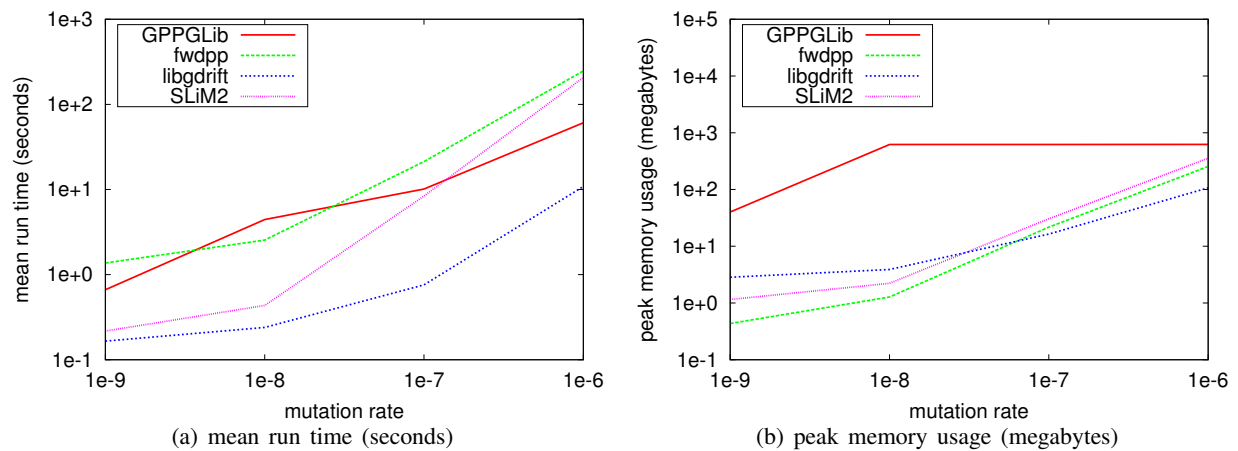 1e+3
1e+2
1e+1
1e+0
1e-1
mean run time (seconds)
GPPGLib
fwdpp
libgdrift
SLiM2
1e-9
1e-8
1e-7
1e-6
mutation rate
(a) mean run time (seconds)
1e+5
1e+4
1e+3
1e+2
1e+1
1e+0
1e-1
peak memory usage (megabytes)
GPPGLib
fwdpp
libgdrift
SLiM2
1e-9
1e-8
1e-7
1e-6
mutation rate
(b) peak memory usage (megabytes)